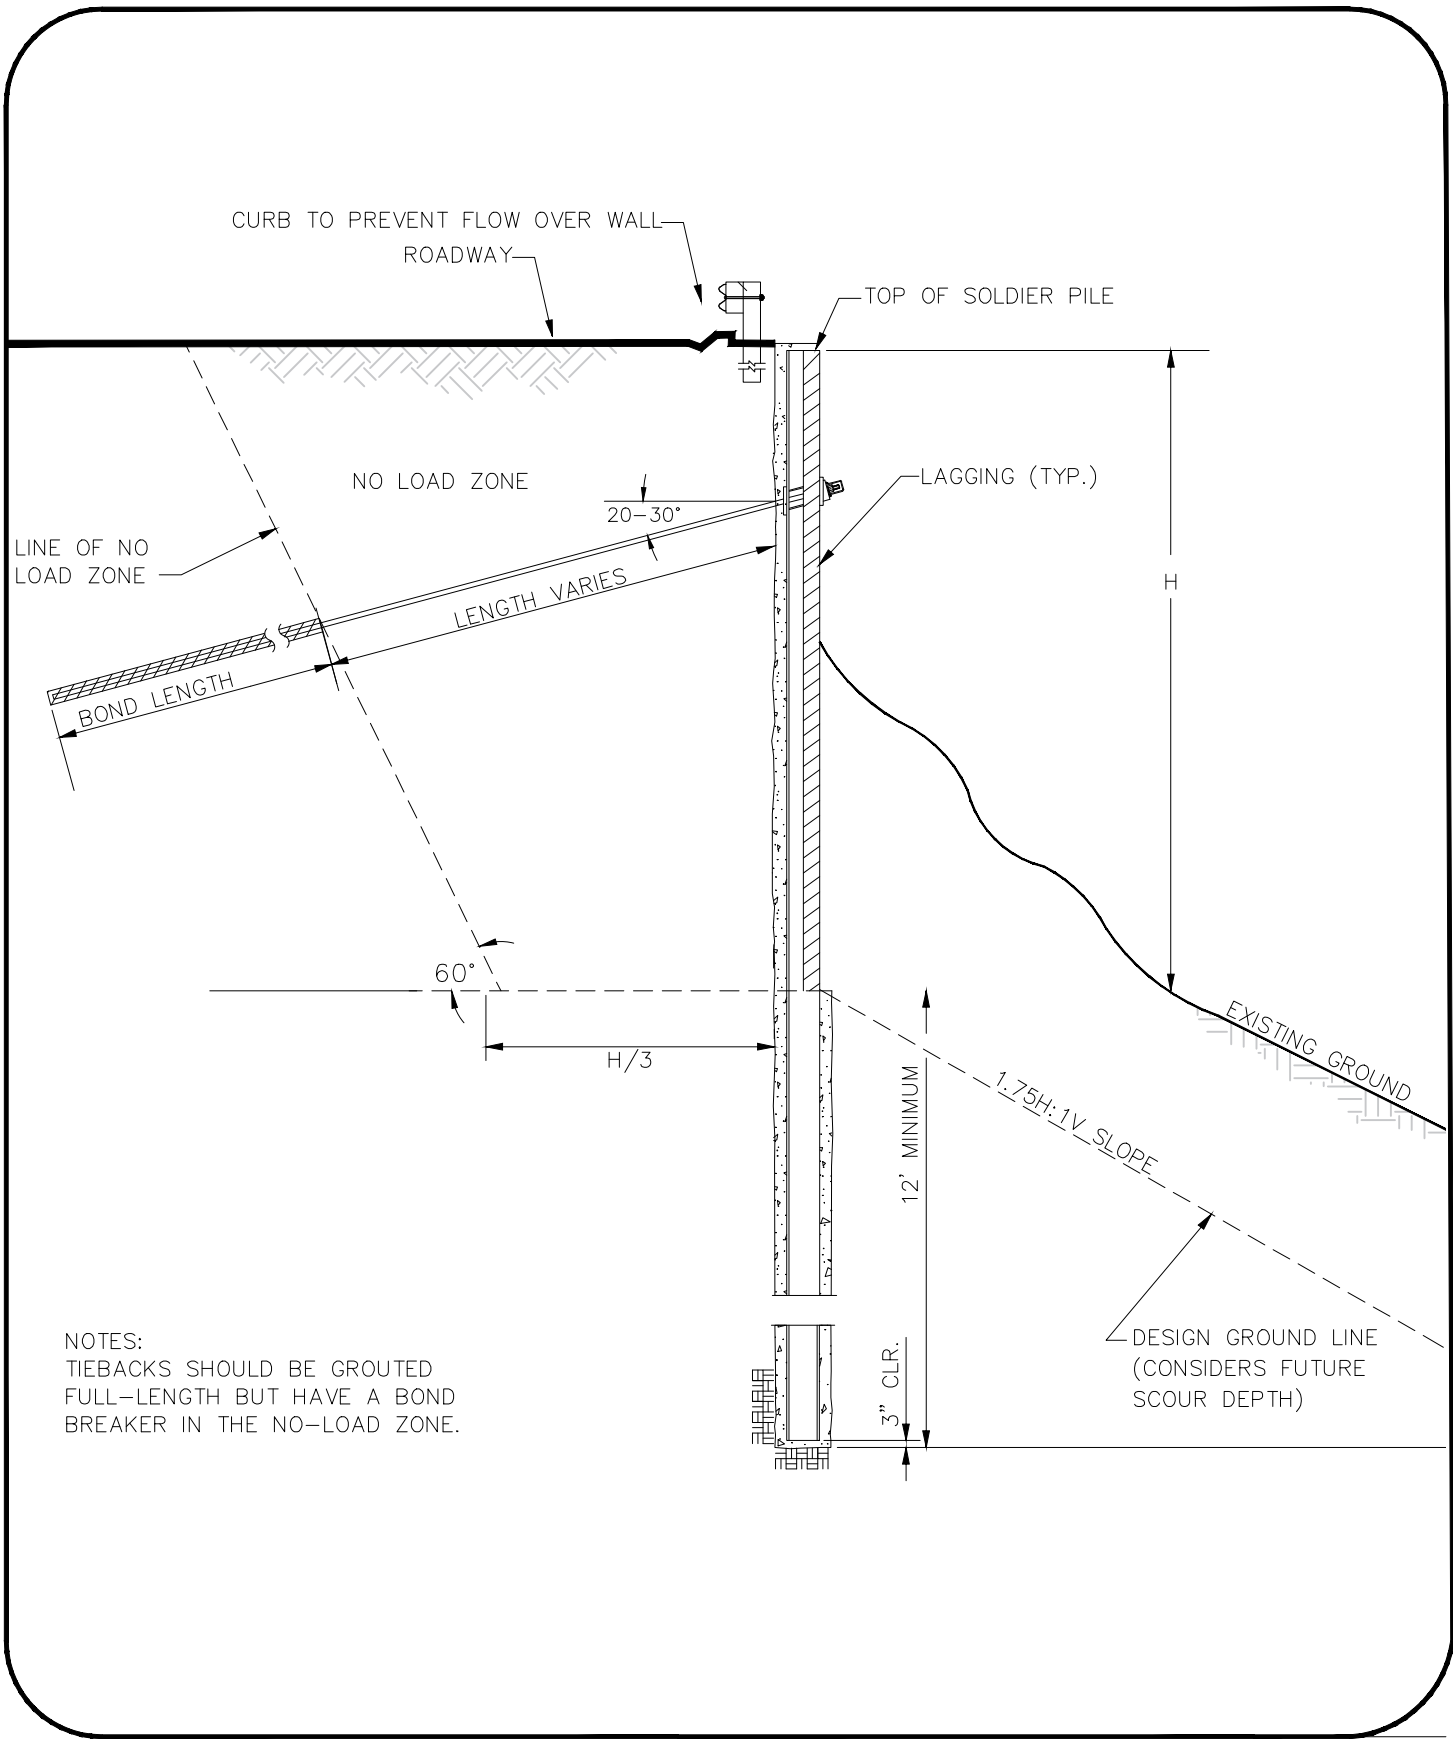 CURB TO PREVENT FLOW OVER WALL
ROADWAY
TOP OF SOLDIER PILE
NO LOAD ZONE
LAGGING (TYP.)
20-30°
LINE OF NO
LOAD ZONE
LENGTH VARIES
H
BOND LENGTH
60°
EXISTING GROUND
H/3
12' MINIMUM
1.75H:1V SLOPE
3" CLR.
DESIGN GROUND LINE
(CONSIDERS FUTURE
SCOUR DEPTH)
NOTES:
TIEBACKS SHOULD BE GROUTED
FULL-LENGTH BUT HAVE A BOND
BREAKER IN THE NO-LOAD ZONE.